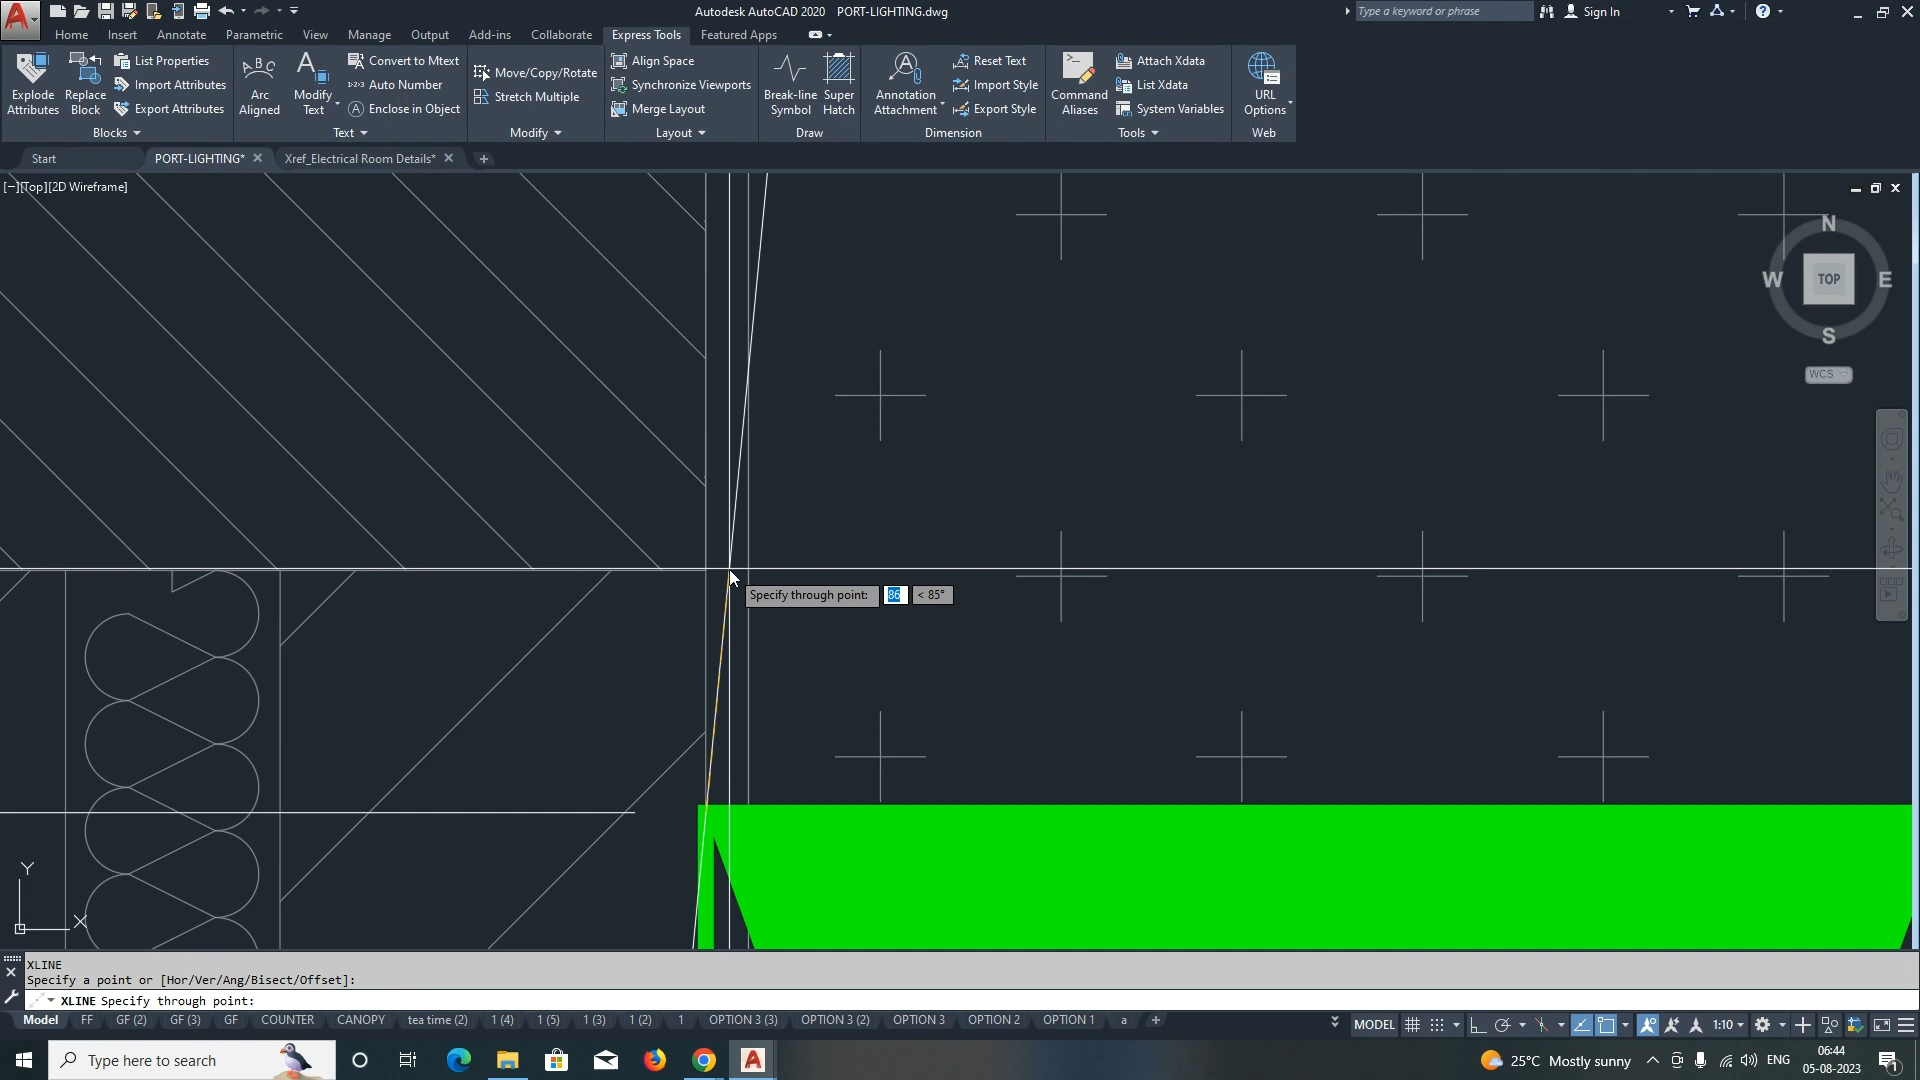 Autodesk AutoCAD 2020 PORT-LIGHTING.dwg
Type a keyword or phrase
Sign In
Home Insert Annotate Parametric View Manage Output Add-ins Collaborate Express Tools Featured Apps
Explode Attributes
Replace Block
List Properties
Import Attributes
Export Attributes
Blocks
Arc Aligned
Modify Text
Convert to Mtext
Auto Number
Enclose in Object
Text
Move/Copy/Rotate
Stretch Multiple
Modify
Align Space
Synchronize Viewports
Merge Layout
Layout
Break-line Symbol
Super Hatch
Draw
Annotation Attachment
Reset Text
Import Style
Export Style
Dimension
Command Aliases
Attach Xdata
List Xdata
System Variables
Tools
URL Options
Web
Start PORT-LIGHTING* Xref_Electrical Room Details*
[−][Top][2D Wireframe]
N
W TOP E
S
WCS
Specify through point: 86 < 85°
Y
X
XLINE
Specify a point or [Hor/Ver/Ang/Bisect/Offset]:
XLINE Specify through point:
Model FF GF (2) GF (3) GF COUNTER CANOPY tea time (2) 1 (4) 1 (5) 1 (3) 1 (2) 1 OPTION 3 (3) OPTION 3 (2) OPTION 3 OPTION 2 OPTION 1 a
MODEL 1:10
Type here to search
25°C Mostly sunny
ENG
06:44
05-08-2023
1